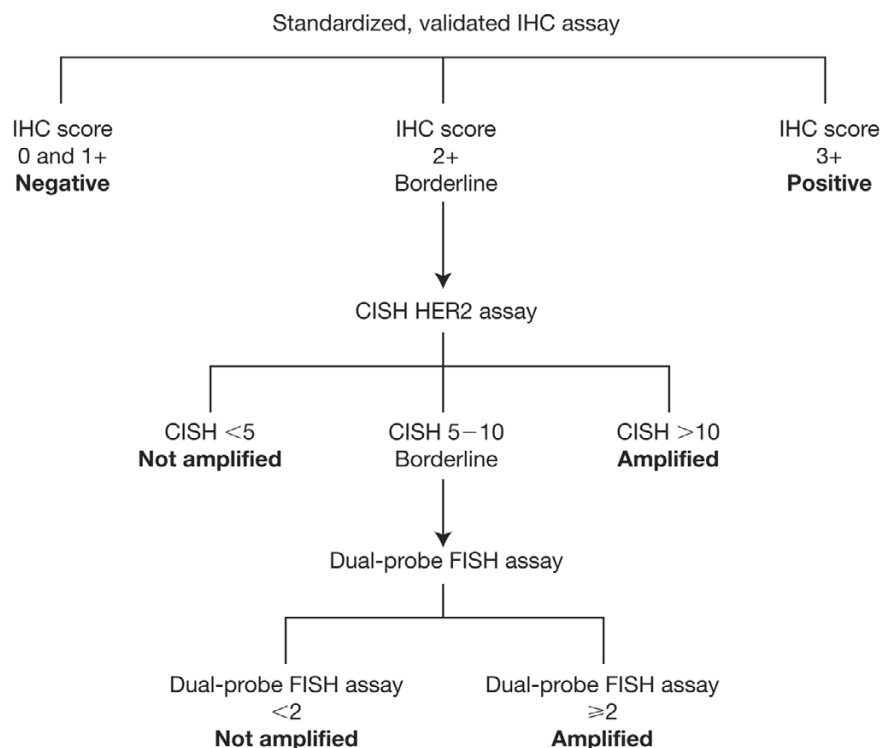 Standardized, validated IHC assay
IHC score
0 and 1+
Negative
IHC score
2+
Borderline
IHC score
3+
Positive
CISH HER2 assay
CISH <5
Not amplified
CISH 5–10
Borderline
CISH >10
Amplified
Dual-probe FISH assay
Dual-probe FISH assay
<2
Not amplified
Dual-probe FISH assay
⩾2
Amplified